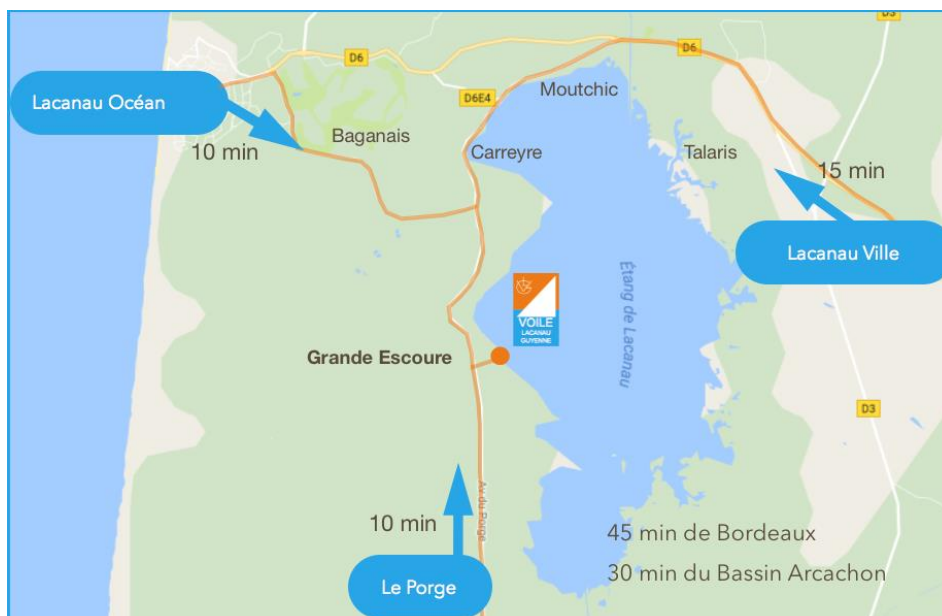 D3
D6
D6
Lacanau Océan
Moutchic
D6E4
Baganais
10 min
Carreyre
Talaris
15 min
Lacanau Ville
VOILE
LACANAU
GUYENNE
Étang de Lacanau
Grande Escoure
D3
Av du Porge
10 min
45 min de Bordeaux
30 min du Bassin Arcachon
Le Porge